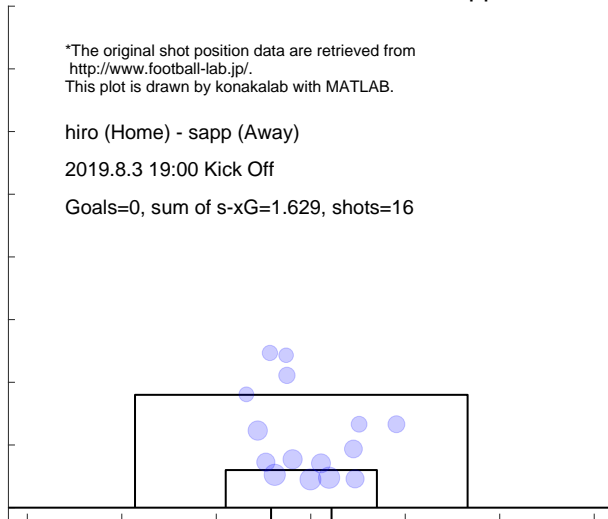 *The original shot position data are retrieved from
http://www.football-lab.jp/.
This plot is drawn by konakalab with MATLAB.
hiro (Home) - sapp (Away)
2019.8.3 19:00 Kick Off
Goals=0, sum of s-xG=1.629, shots=16